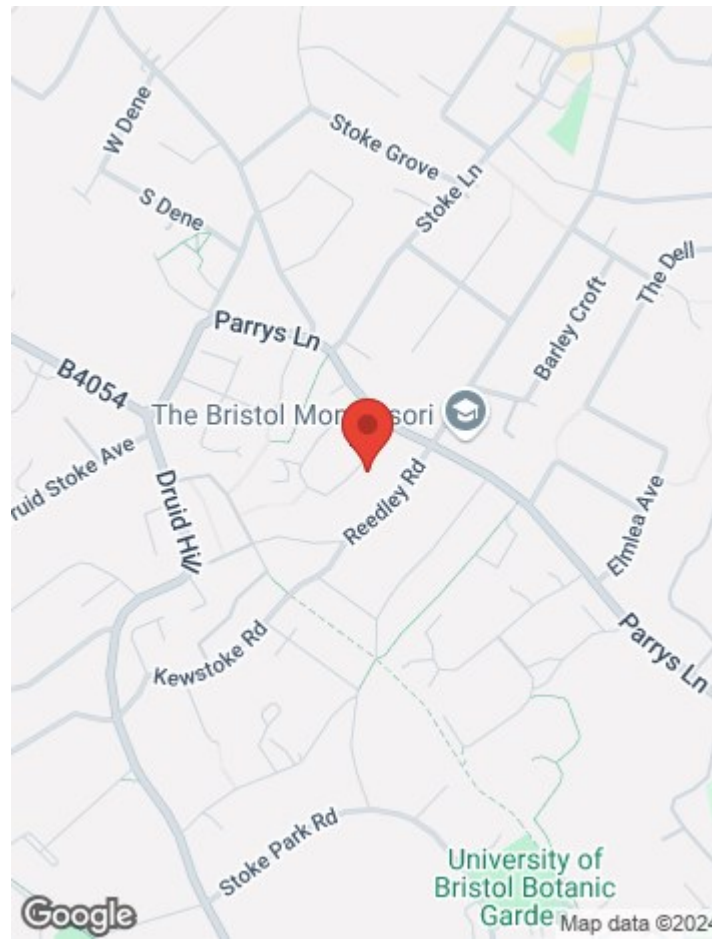 W Dene
S Dene
Stoke Grove
Stoke Ln
The Dell
Parrys Ln
Barley Croft
B4054
The Bristol Mon ssori
ruid Stoke Ave
Druid Hill
Reedley Rd
Elmlea Ave
Parrys Ln
Kewstoke Rd
Stoke Park Rd
University of
Bristol Botanic
Garde
Google
Map data ©2024